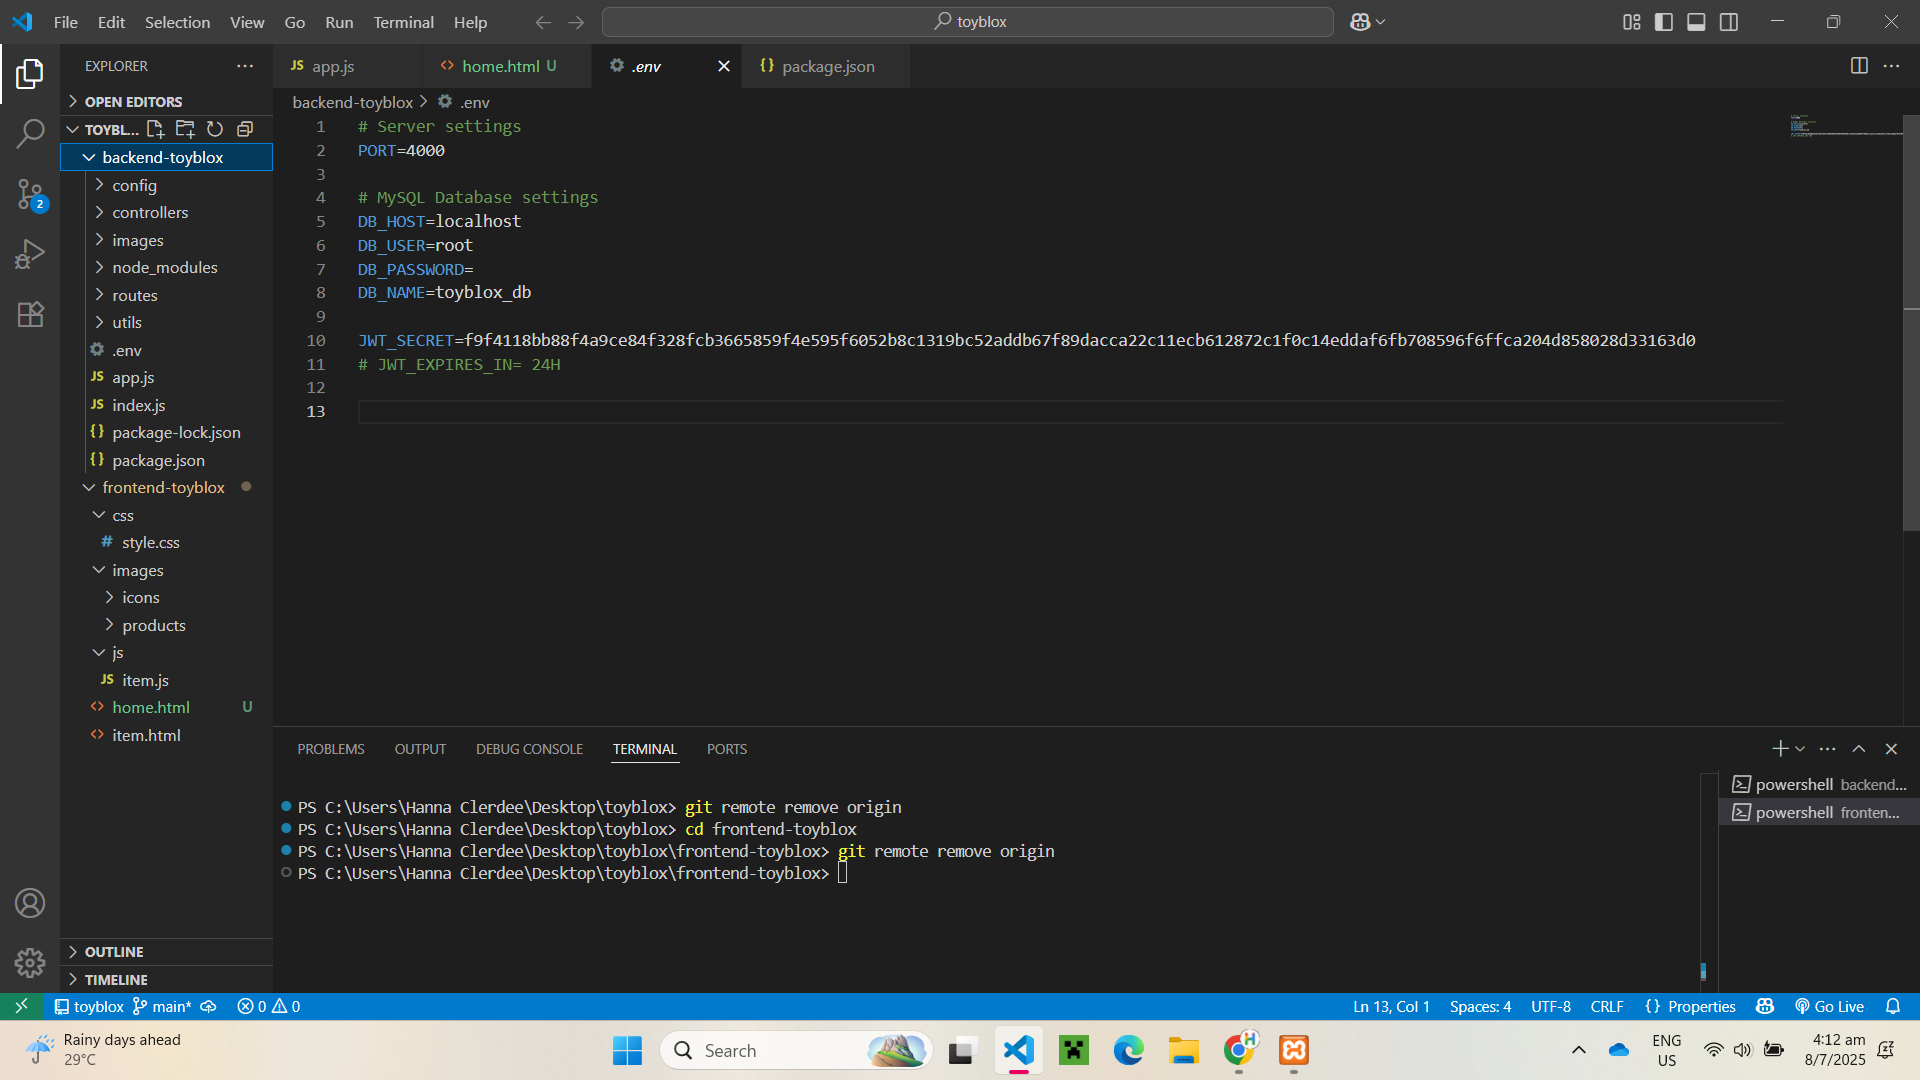 File Edit Selection View Go Run Terminal Help
toyblox
EXPLORER
OPEN EDITORS
TOYBL...
backend-toyblox
config
controllers
images
node_modules
routes
utils
.env
JS app.js
JS index.js
{} package-lock.json
{} package.json
frontend-toyblox
css
# style.css
images
icons
products
js
JS item.js
<> home.html U
<> item.html
OUTLINE
TIMELINE
2
JS app.js
<> home.html U
.env
{} package.json
backend-toyblox > .env
1 # Server settings
2 PORT=4000
3
4 # MySQL Database settings
5 DB_HOST=localhost
6 DB_USER=root
7 DB_PASSWORD=
8 DB_NAME=toyblox_db
9
10 JWT_SECRET=f9f4118bb88f4a9ce84f328fcb3665859f4e595f6052b8c1319bc52addb67f89dacca22c11ecb612872c1f0c14eddaf6fb708596f6ffca204d858028d33163d0
11 # JWT_EXPIRES_IN= 24H
12
13
PROBLEMS OUTPUT DEBUG CONSOLE TERMINAL PORTS
PS C:\Users\Hanna Clerdee\Desktop\toyblox> git remote remove origin
PS C:\Users\Hanna Clerdee\Desktop\toyblox> cd frontend-toyblox
PS C:\Users\Hanna Clerdee\Desktop\toyblox\frontend-toyblox> git remote remove origin
PS C:\Users\Hanna Clerdee\Desktop\toyblox\frontend-toyblox>
powershell backend...
powershell fronten...
toyblox main* 0 0
Ln 13, Col 1 Spaces: 4 UTF-8 CRLF {} Properties Go Live
Rainy days ahead
29°C
Search
ENG
US
4:12 am
8/7/2025